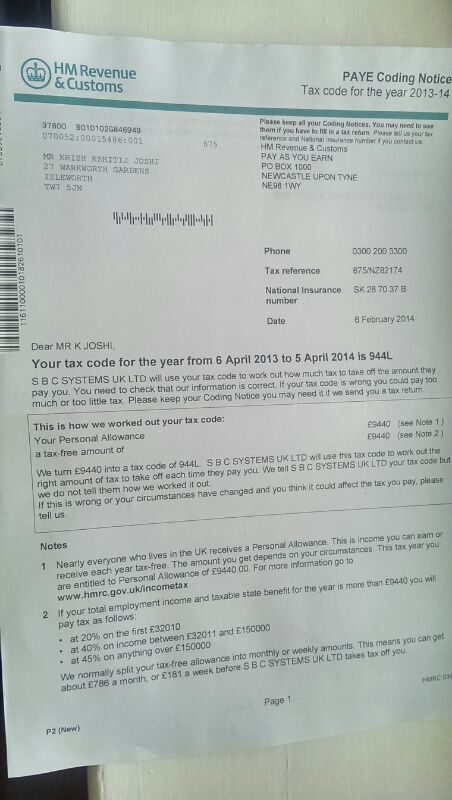 HM Revenue
& Customs
PAYE Coding Notice
Tax code for the year 2013-14
Please keep all your Coding Notices. You may need to use
them if you have to fill in a tax return. Please tell us your tax
reference and National Insurance number if you contact us.
HM Revenue & Customs
PAY AS YOU EARN
PO BOX 1000
NEWCASTLE UPON TYNE
NE98 1WY
37600 8010102GB46949
070052:00015486:001 875
MR KRISH KSHITIJ JOSHI
27 WARKWORTH GARDENS
ISLEWORTH
TW7 5JN
11611000010182610101
Phone 0300 200 3300
Tax reference 875/NZ82174
National Insurance SK 28 70 37 B
number
Date 6 February 2014
Dear MR K JOSHI,
Your tax code for the year from 6 April 2013 to 5 April 2014 is 944L
S B C SYSTEMS UK LTD will use your tax code to work out how much tax to take off the amount they
pay you. You need to check that our information is correct. If your tax code is wrong you could pay too
much or too little tax. Please keep your Coding Notice you may need it if we send you a tax return.
This is how we worked out your tax code:
Your Personal Allowance £9440 (see Note 1)
a tax-free amount of £9440 (see Note 2)
We turn £9440 into a tax code of 944L. S B C SYSTEMS UK LTD will use this tax code to work out the
right amount of tax to take off each time they pay you. We tell S B C SYSTEMS UK LTD your tax code but
we do not tell them how we worked it out.
If this is wrong or your circumstances have changed and you think it could affect the tax you pay, please
tell us.
Notes
1 Nearly everyone who lives in the UK receives a Personal Allowance. This is income you can earn or
receive each year tax-free. The amount you get depends on your circumstances. This tax year you
are entitled to Personal Allowance of £9440.00. For more information go to
www.hmrc.gov.uk/incometax
2 If your total employment income and taxable state benefit for the year is more than £9440 you will
pay tax as follows:
• at 20% on the first £32010
• at 40% on income between £32011 and £150000
• at 45% on anything over £150000
We normally split your tax-free allowance into monthly or weekly amounts. This means you can get
about £786 a month, or £181 a week before S B C SYSTEMS UK LTD takes tax off you.
Page 1
P2 (New)
HMRC